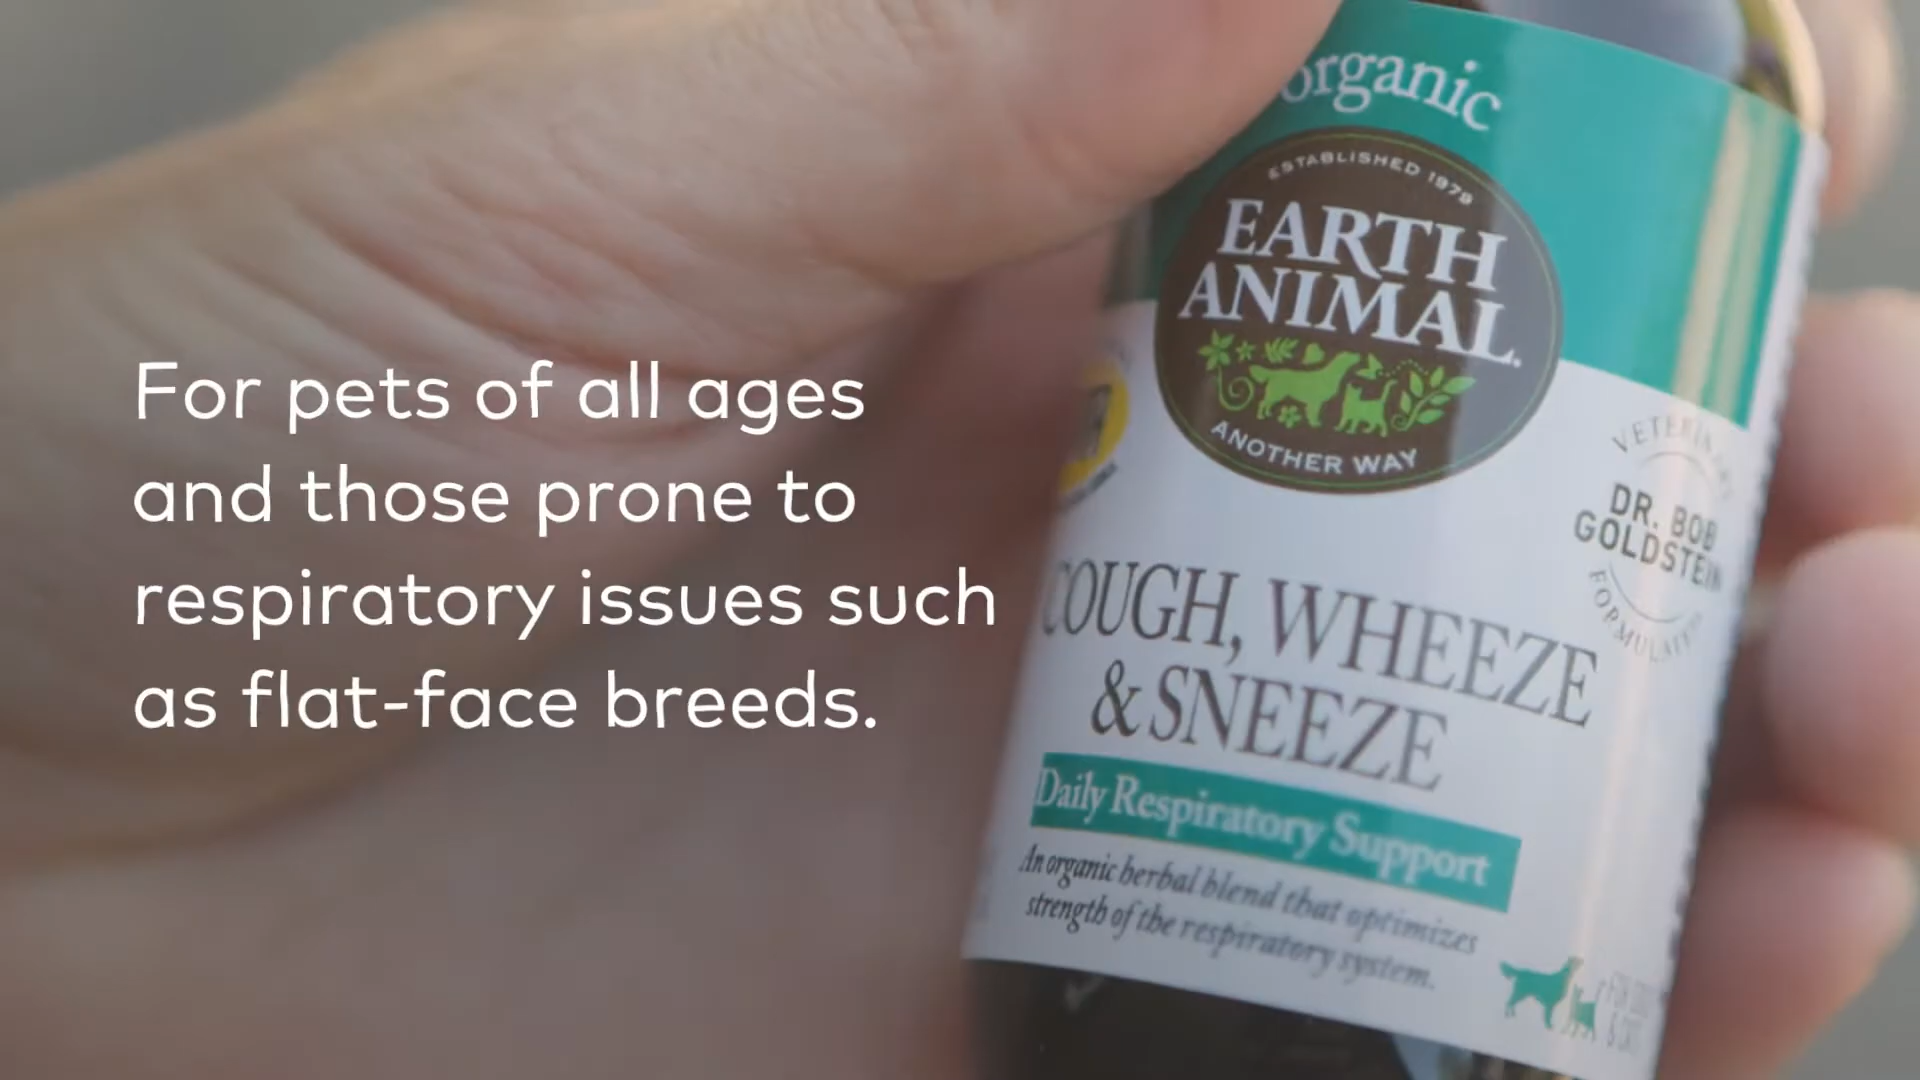 For pets of all ages
and those prone to
respiratory issues such
as flat-face breeds.
organic
ESTABLISHED 1979
EARTH
ANIMAL.
ANOTHER WAY
VETERINARY
DR. BOB
GOLDSTEIN
FORMULATED
COUGH, WHEEZE
& SNEEZE
Daily Respiratory Support
An organic herbal blend that optimizes
strength of the respiratory system.